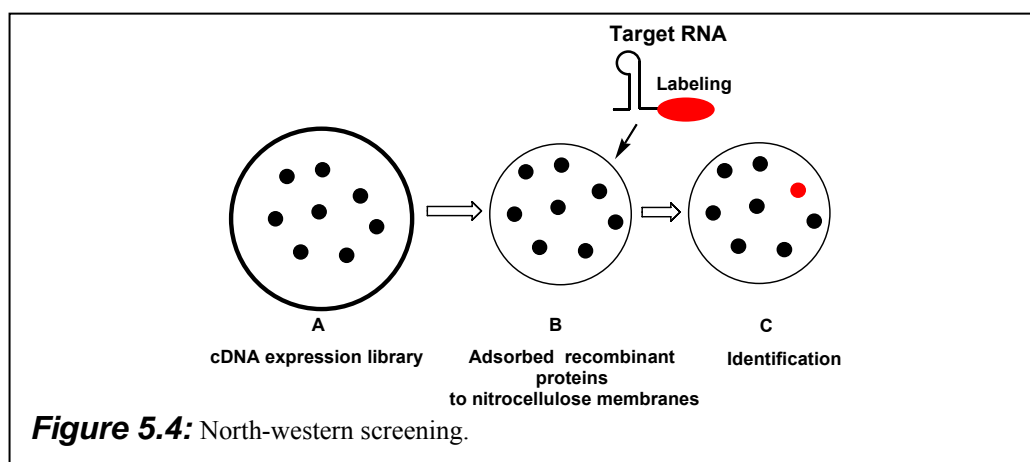 Target RNA
Labeling
A
B
C
cDNA expression library
Adsorbed recombinant
proteins
to nitrocellulose membranes
Identification
Figure 5.4: North-western screening.